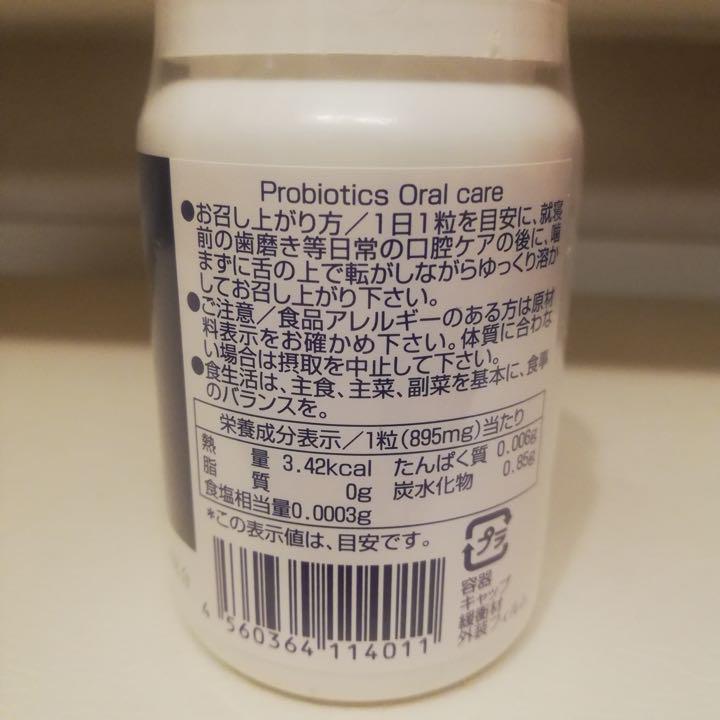 Probiotics Oral care
●お召し上がり方／1日1粒を目安に、就寝
前の歯磨き等日常の口腔ケアの後に、噛
まずに舌の上で転がしながらゆっくり溶か
してお召し上がり下さい。
●ご注意／食品アレルギーのある方は原材
料表示をお確かめ下さい。体質に合わな
い場合は摂取を中止して下さい。
●食生活は、主食、主菜、副菜を基本に、食事
のバランスを。
栄養成分表示／1粒(895mg)当たり
熱量 3.42kcal たんぱく質 0.006g
脂質 0g 炭水化物 0.85g
食塩相当量0.0003g
*この表示値は、目安です。
プラ
容器
キャップ
緩衝材
外装フィルム
4 560364 114011